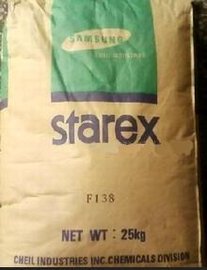 SAMSUNG
starex
F138
NET WT : 25kg
CHEIL INDUSTRIES INC. CHEMICALS DIVISION